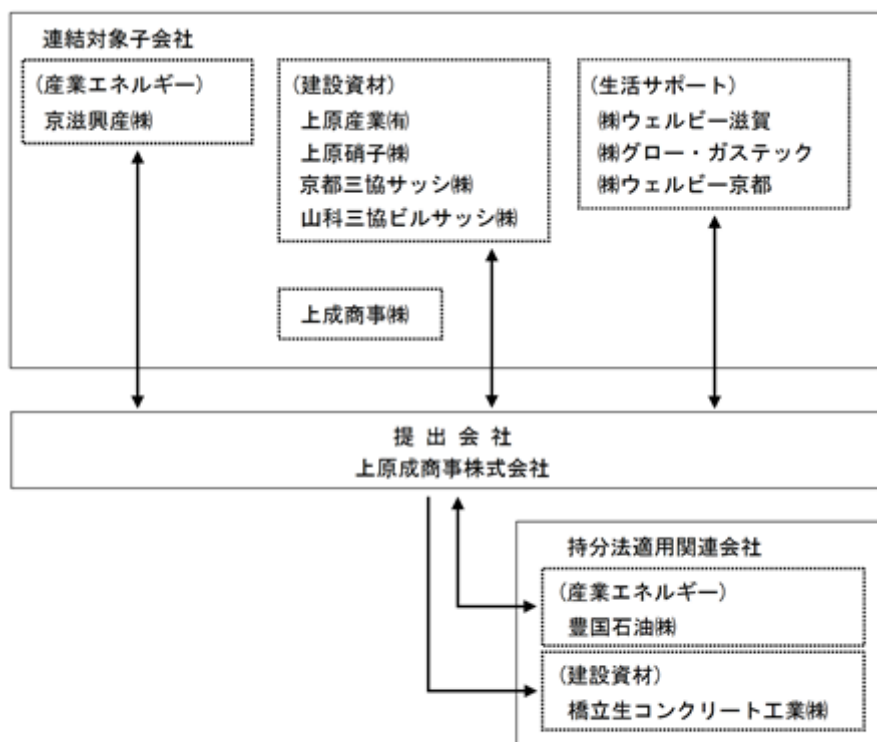 連結対象子会社
(産業エネルギー)
京滋興産㈱
(建設資材)
上原産業㈲
上原硝子㈱
京都三協サッシ㈱
山科三協ビルサッシ㈱
(生活サポート)
㈱ウェルビー滋賀
㈱グロー・ガステック
㈱ウェルビー京都
上成商事㈱
提 出 会 社
上原成商事株式会社
持分法適用関連会社
(産業エネルギー)
豊国石油㈱
(建設資材)
橋立生コンクリート工業㈱